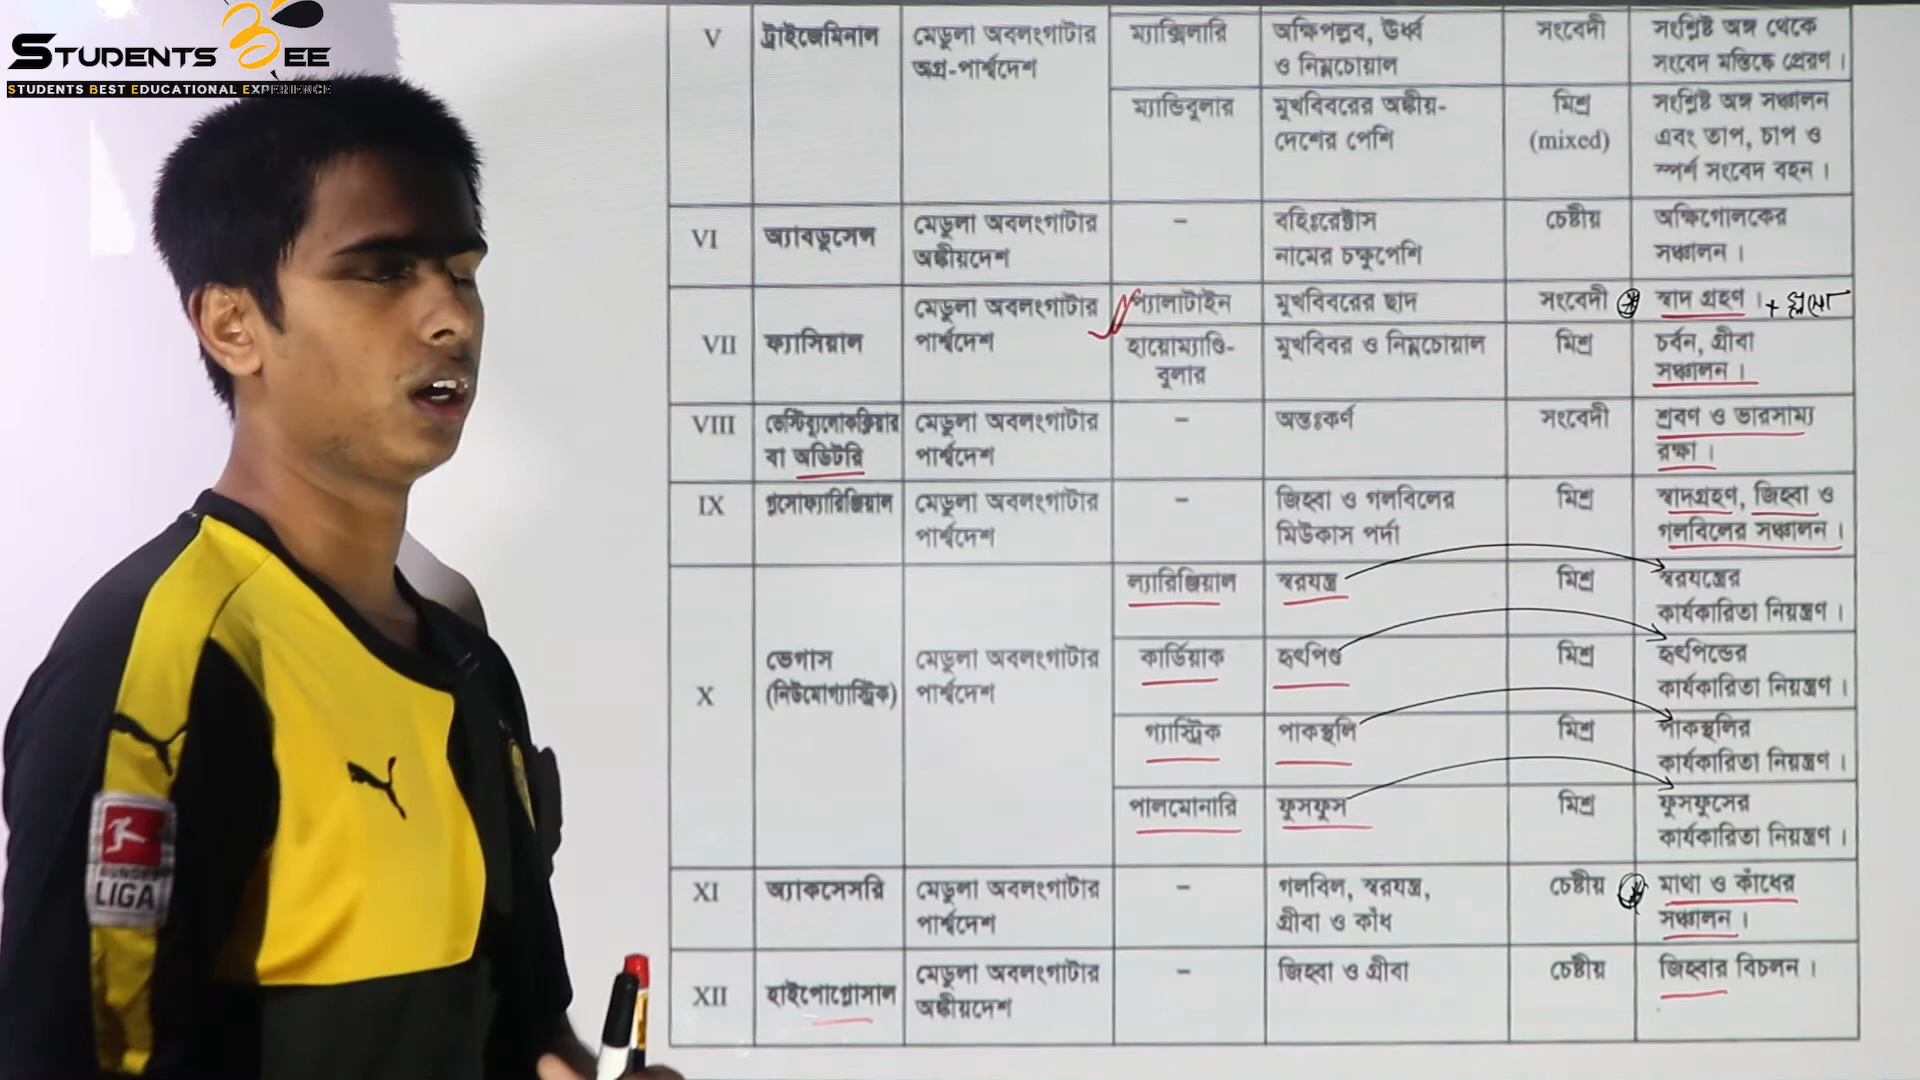 STUDENTS BEE
STUDENTS BEST EDUCATIONAL EXPERIENCE
V
ট্রাইজেমিনাল
মেডুলা অবলংগাটার
অগ্র-পার্শ্বদেশ
ম্যাক্সিলারি
অক্ষিপল্লব, ঊর্ধ্ব
ও নিম্নচোয়াল
সংবেদী
সংশ্লিষ্ট অঙ্গ থেকে
সংবেদ মস্তিষ্কে প্রেরণ ।
ম্যান্ডিবুলার
মুখবিবরের অঙ্কীয়-
দেশের পেশি
মিশ্র
(mixed)
সংশ্লিষ্ট অঙ্গ সঞ্চালন
এবং তাপ, চাপ ও
স্পর্শ সংবেদ বহন ।
VI
অ্যাবডুসেন্স
মেডুলা অবলংগাটার
অঙ্কীয়দেশ
–
বহিঃরেক্টাস
নামের চক্ষুপেশি
চেষ্টীয়
অক্ষিগোলকের
সঞ্চালন ।
VII
ফ্যাসিয়াল
মেডুলা অবলংগাটার
পার্শ্বদেশ
প্যালাটাইন
মুখবিবরের ছাদ
সংবেদী
স্বাদ গ্রহণ ।
হায়োম্যান্ডি-
বুলার
মুখবিবর ও নিম্নচোয়াল
মিশ্র
চর্বন, গ্রীবা
সঞ্চালন ।
VIII
ভেস্টিব্যুলোকক্লিয়ার
বা অডিটরি
মেডুলা অবলংগাটার
পার্শ্বদেশ
–
অন্তঃকর্ণ
সংবেদী
শ্রবণ ও ভারসাম্য
রক্ষা ।
IX
গ্লসোফ্যারিঞ্জিয়াল
মেডুলা অবলংগাটার
পার্শ্বদেশ
–
জিহ্বা ও গলবিলের
মিউকাস পর্দা
মিশ্র
স্বাদগ্রহণ, জিহ্বা ও
গলবিলের সঞ্চালন ।
X
ভেগাস
(নিউমোগ্যাস্ট্রিক)
মেডুলা অবলংগাটার
পার্শ্বদেশ
ল্যারিঞ্জিয়াল
স্বরযন্ত্র
মিশ্র
স্বরযন্ত্রের
কার্যকারিতা নিয়ন্ত্রণ ।
কার্ডিয়াক
হৃৎপিণ্ড
মিশ্র
হৃৎপিন্ডের
কার্যকারিতা নিয়ন্ত্রণ ।
গ্যাস্ট্রিক
পাকস্থলি
মিশ্র
পাকস্থলির
কার্যকারিতা নিয়ন্ত্রণ ।
পালমোনারি
ফুসফুস
মিশ্র
ফুসফুসের
কার্যকারিতা নিয়ন্ত্রণ ।
XI
অ্যাকসেসরি
মেডুলা অবলংগাটার
পার্শ্বদেশ
–
গলবিল, স্বরযন্ত্র,
গ্রীবা ও কাঁধ
চেষ্টীয়
মাথা ও কাঁধের
সঞ্চালন ।
XII
হাইপোগ্লোসাল
মেডুলা অবলংগাটার
অঙ্কীয়দেশ
–
জিহ্বা ও গ্রীবা
চেষ্টীয়
জিহ্বার বিচলন ।
LIGA